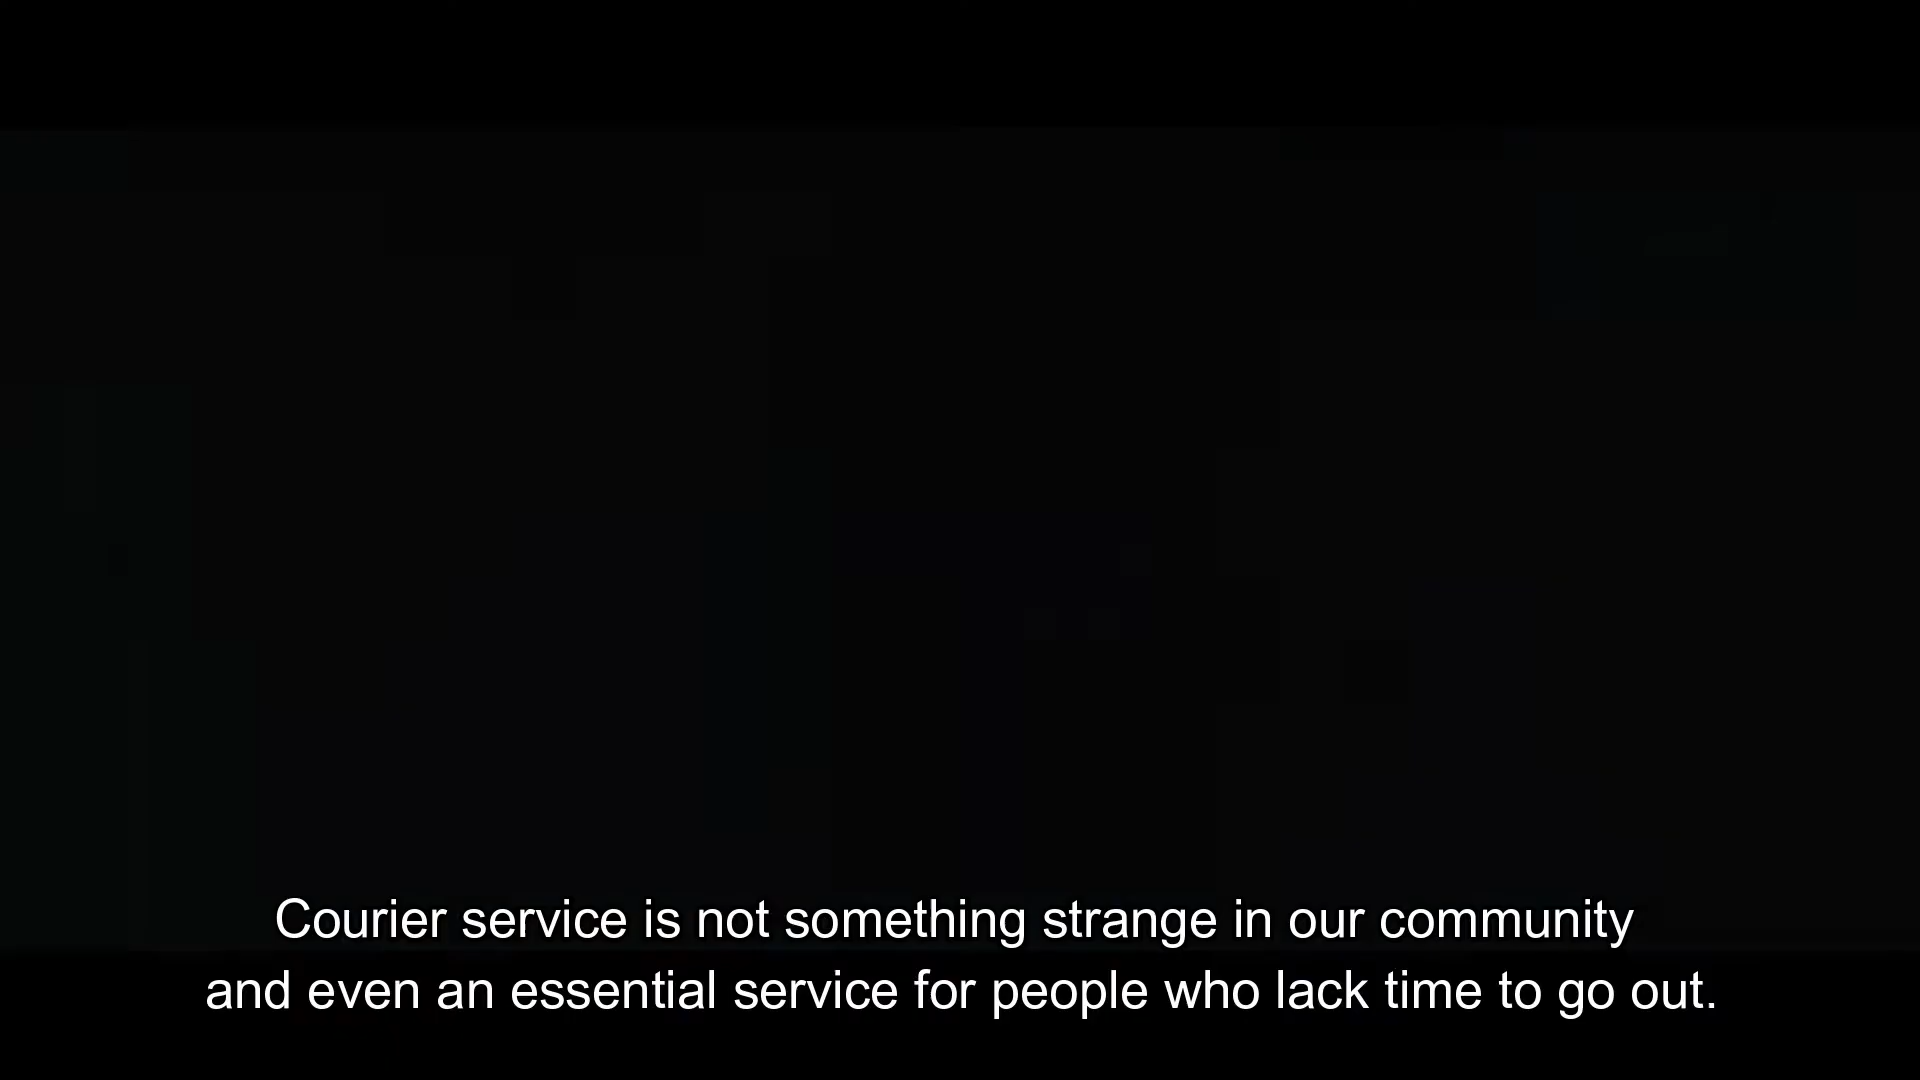 Courier service is not something strange in our community
and even an essential service for people who lack time to go out.